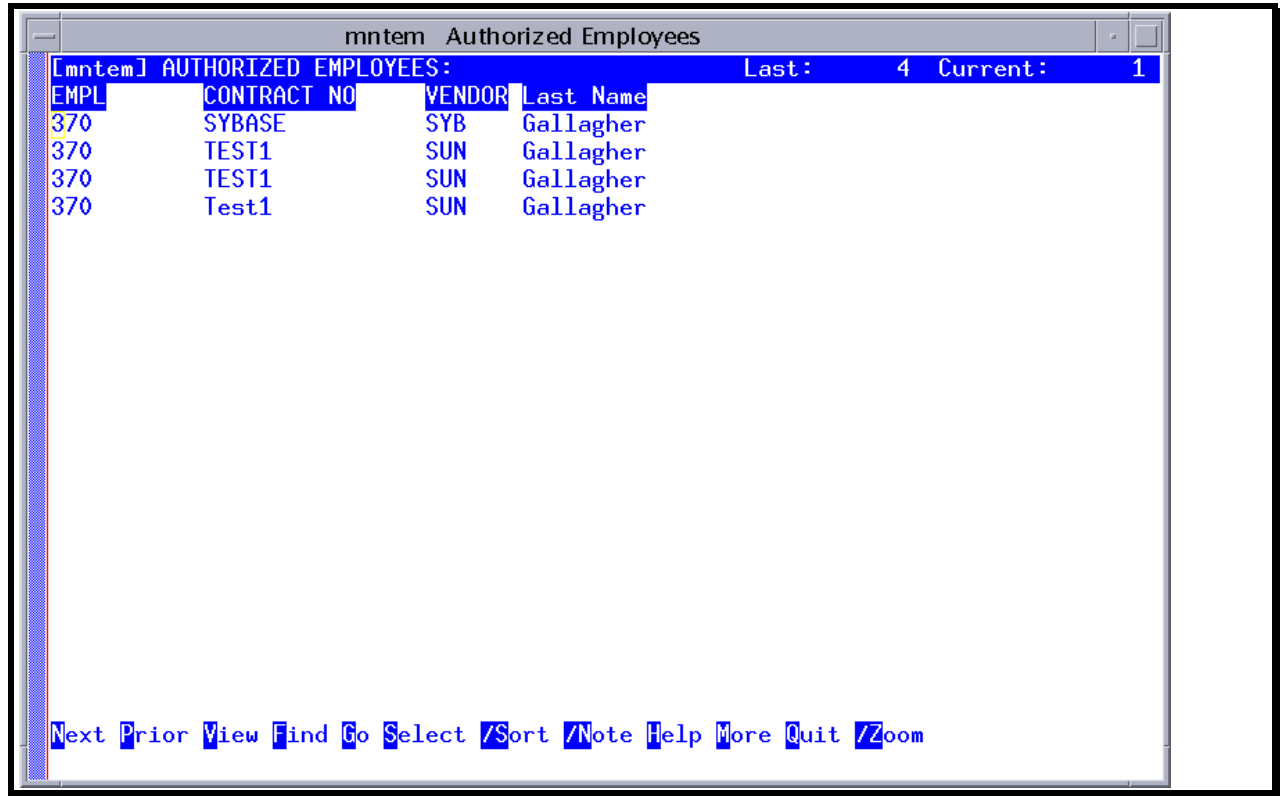 mntem Authorized Employees
[mntem] AUTHORIZED EMPLOYEES: Last: 4 Current: 1
EMPL CONTRACT NO VENDOR Last Name
370 SYBASE SYB Gallagher
370 TEST1 SUN Gallagher
370 TEST1 SUN Gallagher
370 Test1 SUN Gallagher
Next Prior View Find Go Select /Sort /Note Help More Quit /Zoom